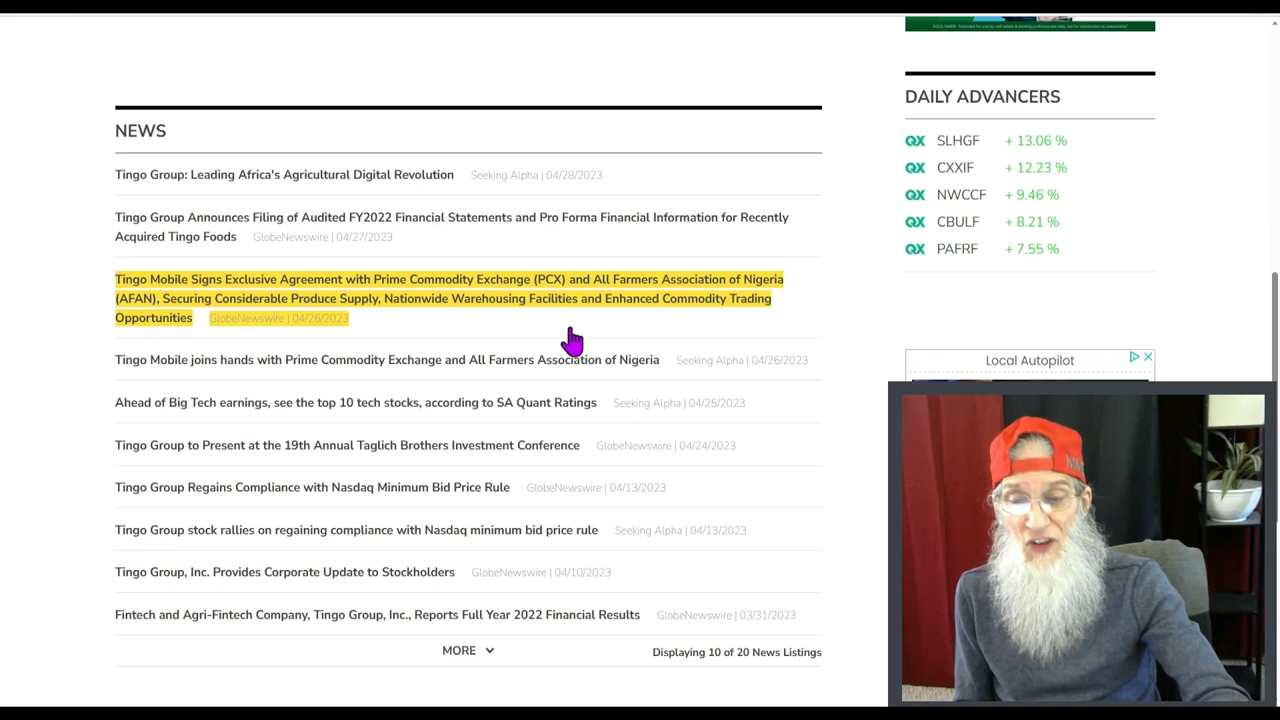 NEWS
Tingo Group: Leading Africa's Agricultural Digital Revolution Seeking Alpha | 04/28/2023
Tingo Group Announces Filing of Audited FY2022 Financial Statements and Pro Forma Financial Information for Recently
Acquired Tingo Foods GlobeNewswire | 04/27/2023
Tingo Mobile Signs Exclusive Agreement with Prime Commodity Exchange (PCX) and All Farmers Association of Nigeria
(AFAN), Securing Considerable Produce Supply, Nationwide Warehousing Facilities and Enhanced Commodity Trading
Opportunities GlobeNewswire | 04/26/2023
Tingo Mobile joins hands with Prime Commodity Exchange and All Farmers Association of Nigeria Seeking Alpha | 04/26/2023
Ahead of Big Tech earnings, see the top 10 tech stocks, according to SA Quant Ratings Seeking Alpha | 04/25/2023
Tingo Group to Present at the 19th Annual Taglich Brothers Investment Conference GlobeNewswire | 04/24/2023
Tingo Group Regains Compliance with Nasdaq Minimum Bid Price Rule GlobeNewswire | 04/13/2023
Tingo Group stock rallies on regaining compliance with Nasdaq minimum bid price rule Seeking Alpha | 04/13/2023
Tingo Group, Inc. Provides Corporate Update to Stockholders GlobeNewswire | 04/10/2023
Fintech and Agri-Fintech Company, Tingo Group, Inc., Reports Full Year 2022 Financial Results GlobeNewswire | 03/31/2023
MORE
Displaying 10 of 20 News Listings
DAILY ADVANCERS
QX SLHGF + 13.06 %
QX CXXIF + 12.23 %
QX NWCCF + 9.46 %
QX CBULF + 8.21 %
QX PAFRF + 7.55 %
Local Autopilot